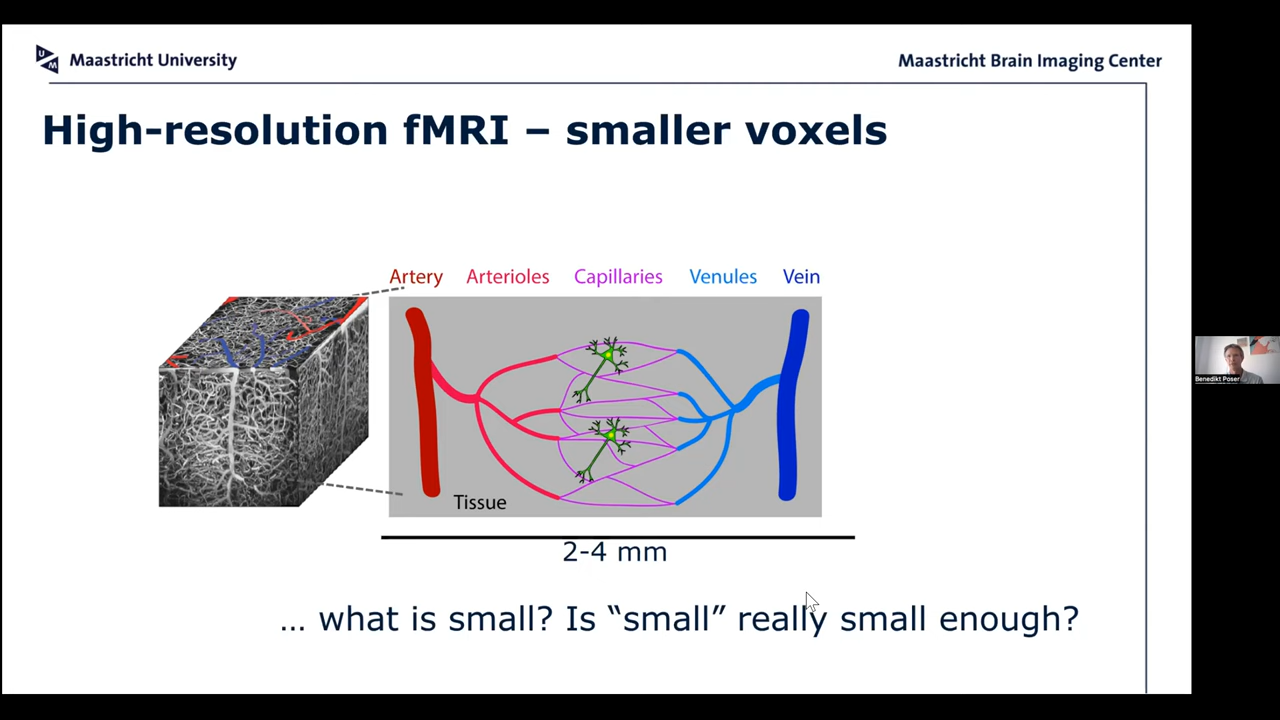 Maastricht University
Maastricht Brain Imaging Center
High-resolution fMRI – smaller voxels
Artery Arterioles Capillaries Venules Vein
Tissue
2-4 mm
... what is small? Is “small” really small enough?
Benedikt Poser